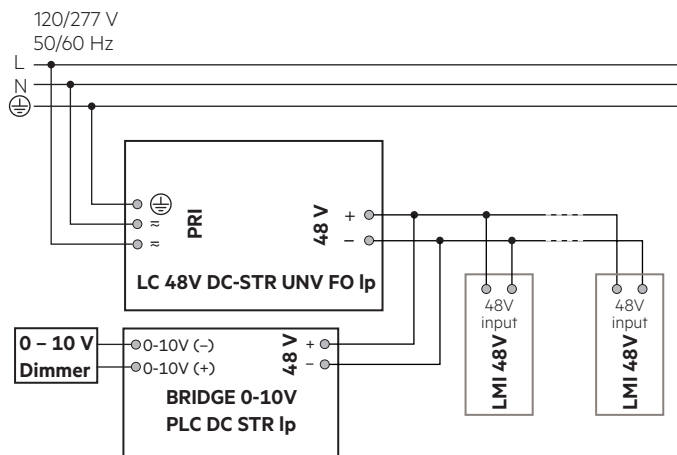 120/277 V
50/60 Hz
L
N
≂
≂
PRI
48 V
+
−
LC 48V DC-STR UNV FO lp
0 – 10 V
Dimmer
0-10V (–)
0-10V (+)
48 V
+
−
BRIDGE 0-10V
PLC DC STR lp
48V
input
LMI 48V
48V
input
LMI 48V